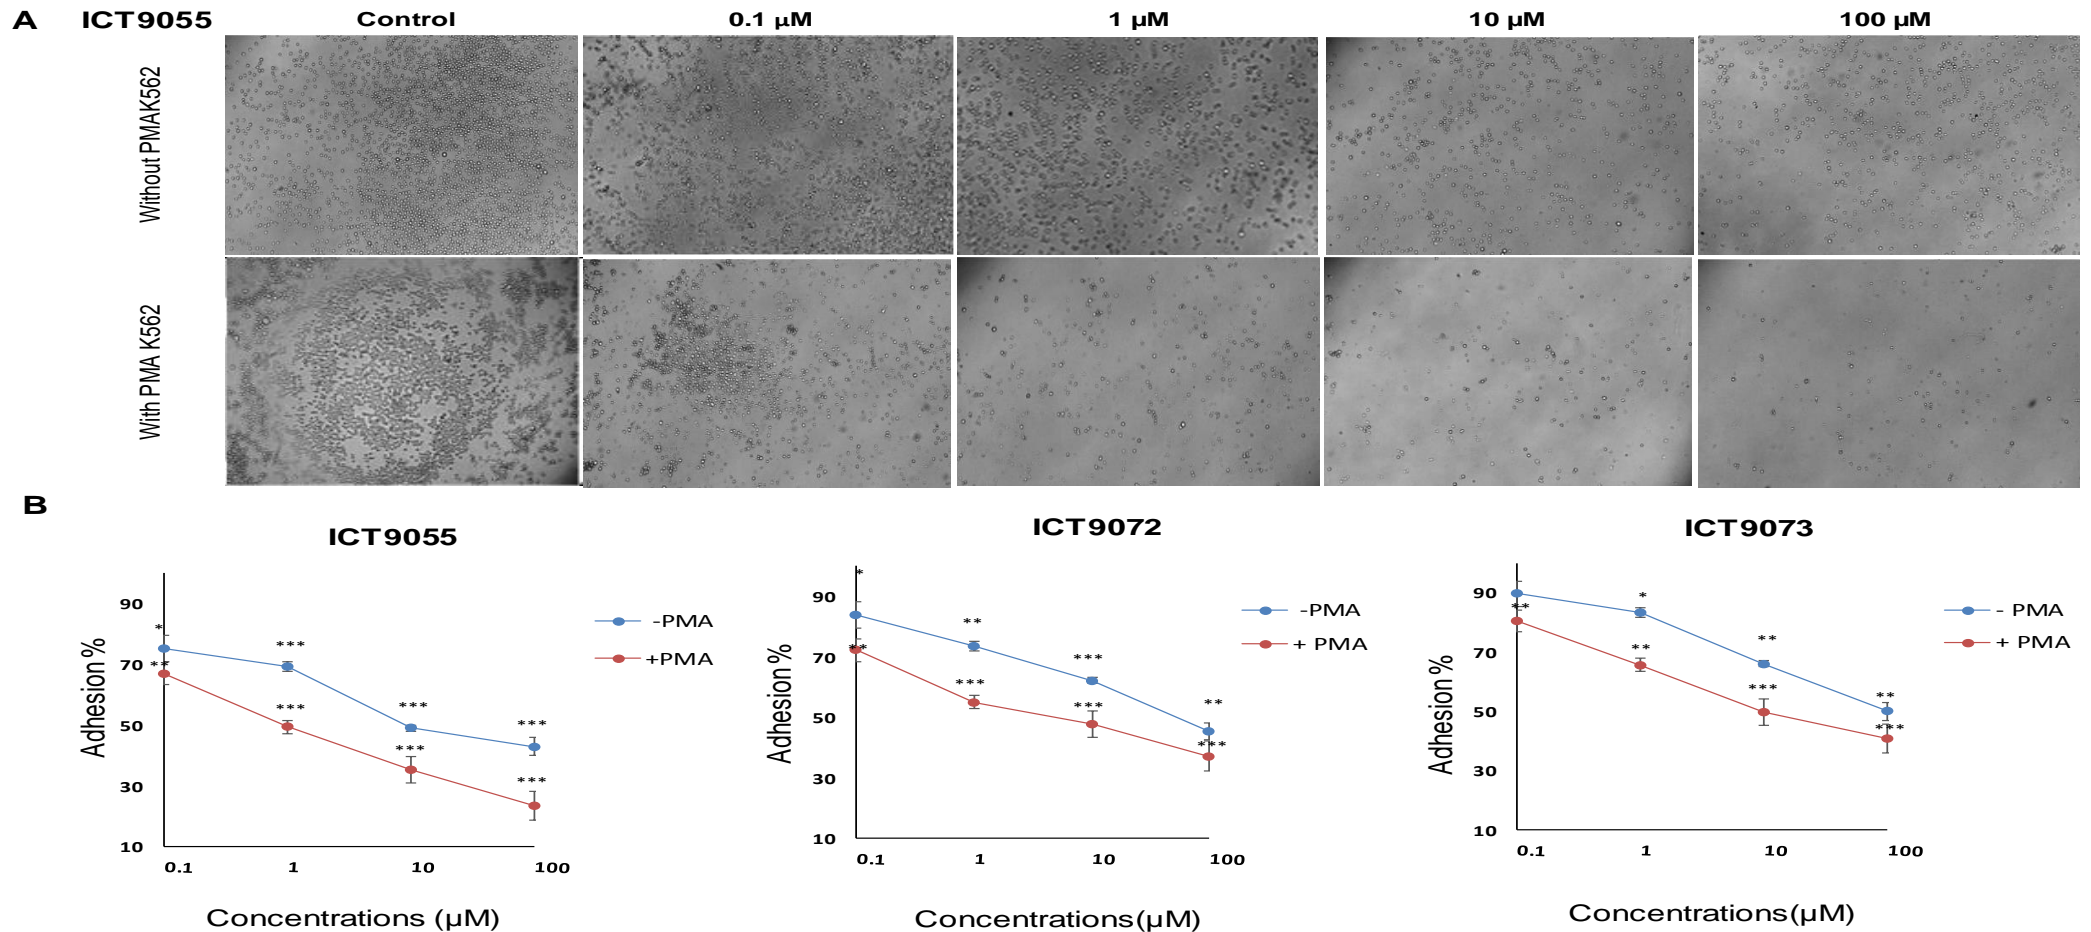 A ICT9055 Control 0.1 µM 1 µM 10 µM 100 µM
Without PMAK562
With PMA K562
B
ICT9055
Adhesion %
90
70
50
30
10
* *** *** ***
** *** *** ***
-PMA
+PMA
0.1 1 10 100
Concentrations (µM)
ICT9072
Adhesion %
90
70
50
30
10
* ** *** **
** *** *** ***
-PMA
+ PMA
0.1 1 10 100
Concentrations(µM)
ICT9073
Adhesion %
90
70
50
30
10
* ** **
** ** *** ***
- PMA
+ PMA
0.1 1 10 100
Concentrations(µM)